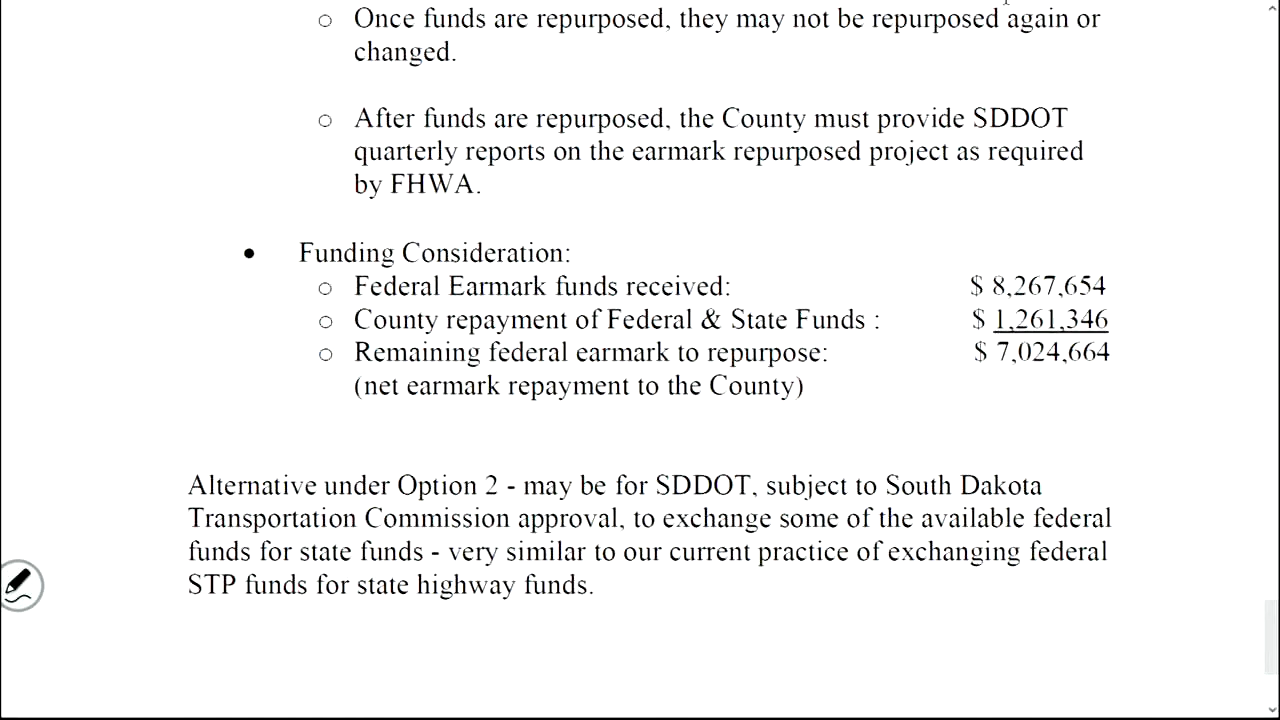 ○ Once funds are repurposed, they may not be repurposed again or
changed.
○ After funds are repurposed, the County must provide SDDOT
quarterly reports on the earmark repurposed project as required
by FHWA.
• Funding Consideration:
○ Federal Earmark funds received: $ 8,267,654
○ County repayment of Federal & State Funds : $ 1,261,346
○ Remaining federal earmark to repurpose: $ 7,024,664
(net earmark repayment to the County)
Alternative under Option 2 - may be for SDDOT, subject to South Dakota
Transportation Commission approval, to exchange some of the available federal
funds for state funds - very similar to our current practice of exchanging federal
STP funds for state highway funds.